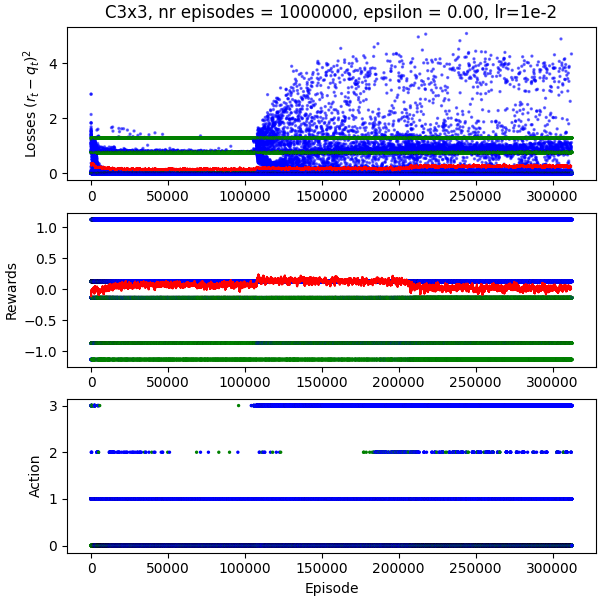 C3x3, nr episodes = 1000000, epsilon = 0.00, lr=1e-2
Losses (rₜ − qₜ)²
4
2
0
0 50000 100000 150000 200000 250000 300000
Rewards
1.0
0.5
0.0
−0.5
−1.0
0 50000 100000 150000 200000 250000 300000
Action
3
2
1
0
0 50000 100000 150000 200000 250000 300000
Episode